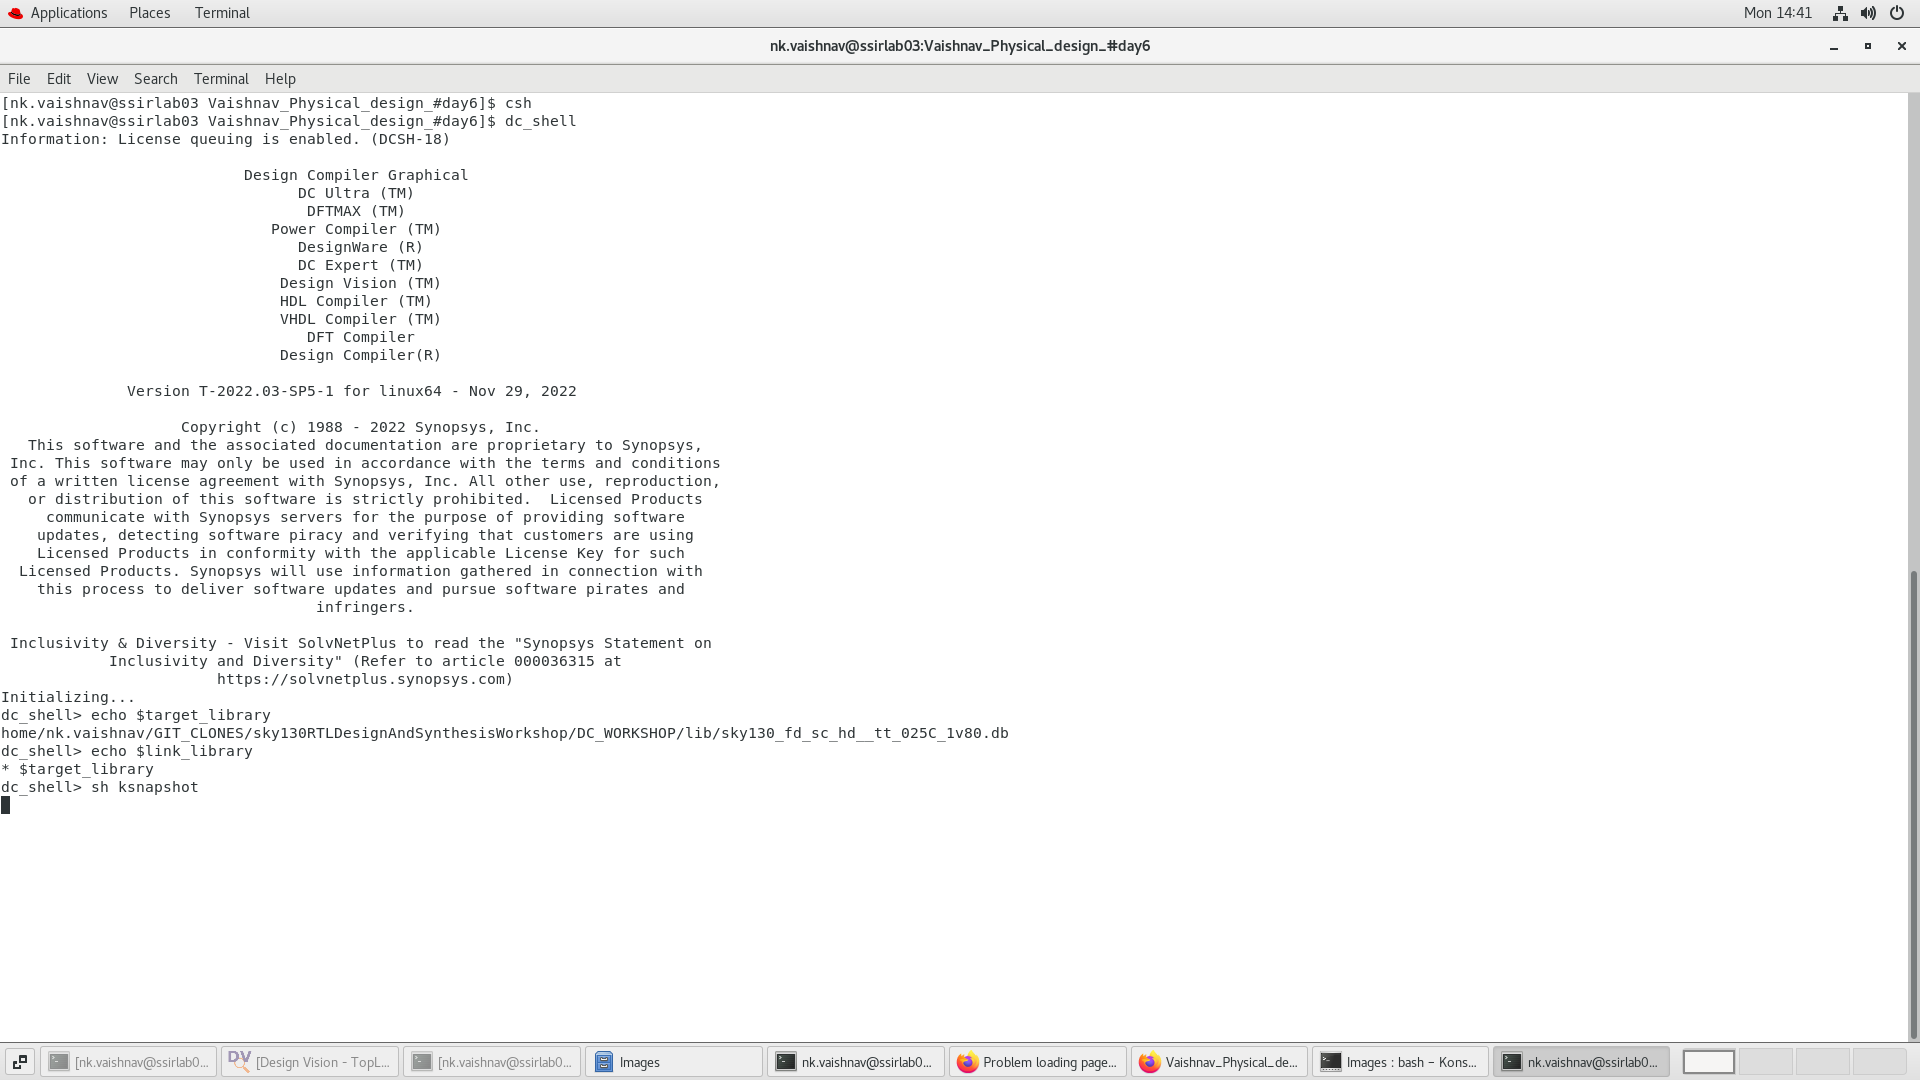 Applications Places Terminal Mon 14:41
nk.vaishnav@ssirlab03:Vaishnav_Physical_design_#day6
File Edit View Search Terminal Help
[nk.vaishnav@ssirlab03 Vaishnav_Physical_design_#day6]$ csh
[nk.vaishnav@ssirlab03 Vaishnav_Physical_design_#day6]$ dc_shell
Information: License queuing is enabled. (DCSH-18)
Design Compiler Graphical
DC Ultra (TM)
DFTMAX (TM)
Power Compiler (TM)
DesignWare (R)
DC Expert (TM)
Design Vision (TM)
HDL Compiler (TM)
VHDL Compiler (TM)
DFT Compiler
Design Compiler(R)
Version T-2022.03-SP5-1 for linux64 - Nov 29, 2022
Copyright (c) 1988 - 2022 Synopsys, Inc.
This software and the associated documentation are proprietary to Synopsys,
Inc. This software may only be used in accordance with the terms and conditions
of a written license agreement with Synopsys, Inc. All other use, reproduction,
or distribution of this software is strictly prohibited.  Licensed Products
communicate with Synopsys servers for the purpose of providing software
updates, detecting software piracy and verifying that customers are using
Licensed Products in conformity with the applicable License Key for such
Licensed Products. Synopsys will use information gathered in connection with
this process to deliver software updates and pursue software pirates and
infringers.
Inclusivity & Diversity - Visit SolvNetPlus to read the "Synopsys Statement on
Inclusivity and Diversity" (Refer to article 000036315 at
https://solvnetplus.synopsys.com)
Initializing...
dc_shell> echo $target_library
home/nk.vaishnav/GIT_CLONES/sky130RTLDesignAndSynthesisWorkshop/DC_WORKSHOP/lib/sky130_fd_sc_hd__tt_025C_1v80.db
dc_shell> echo $link_library
* $target_library
dc_shell> sh ksnapshot
[nk.vaishnav@ssirlab0... DV [Design Vision - TopL... [nk.vaishnav@ssirlab0... Images nk.vaishnav@ssirlab0... Problem loading page... Vaishnav_Physical_de... Images : bash – Kons... nk.vaishnav@ssirlab0...